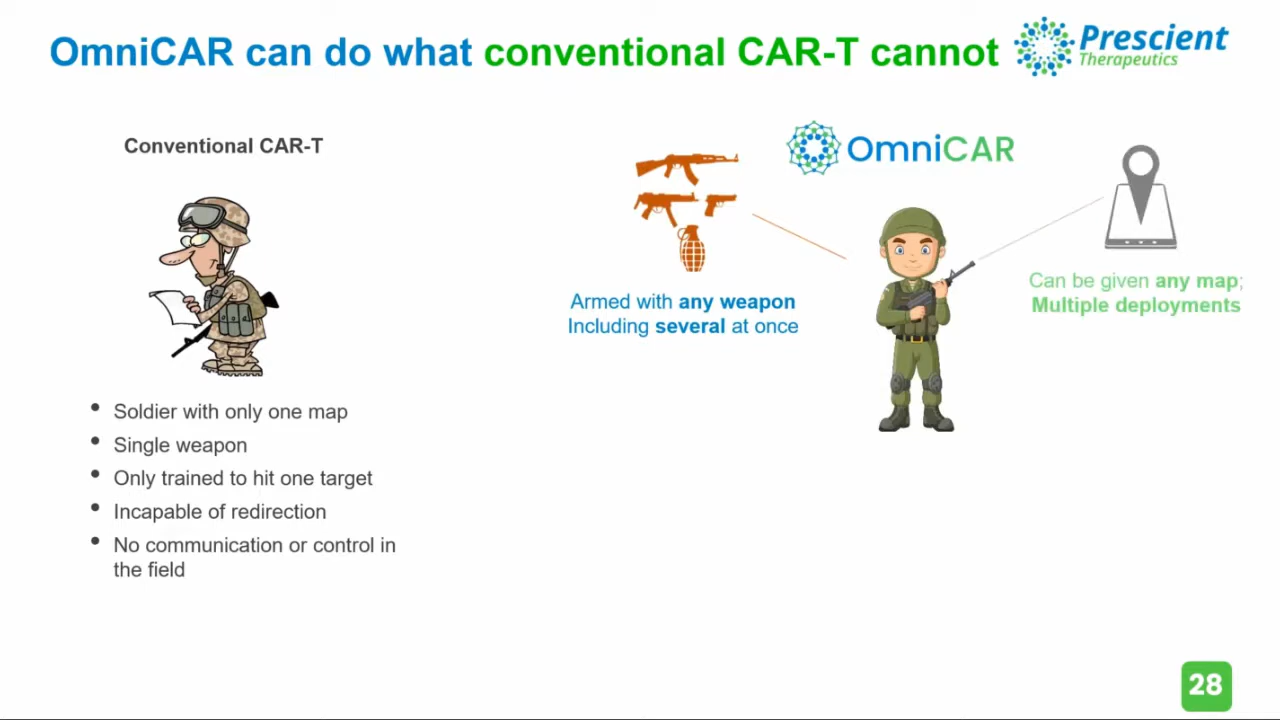 OmniCAR can do what conventional CAR-T cannot
Prescient
Therapeutics
Conventional CAR-T
OmniCAR
Armed with any weapon
Including several at once
Can be given any map;
Multiple deployments
• Soldier with only one map
• Single weapon
• Only trained to hit one target
• Incapable of redirection
• No communication or control in
the field
28